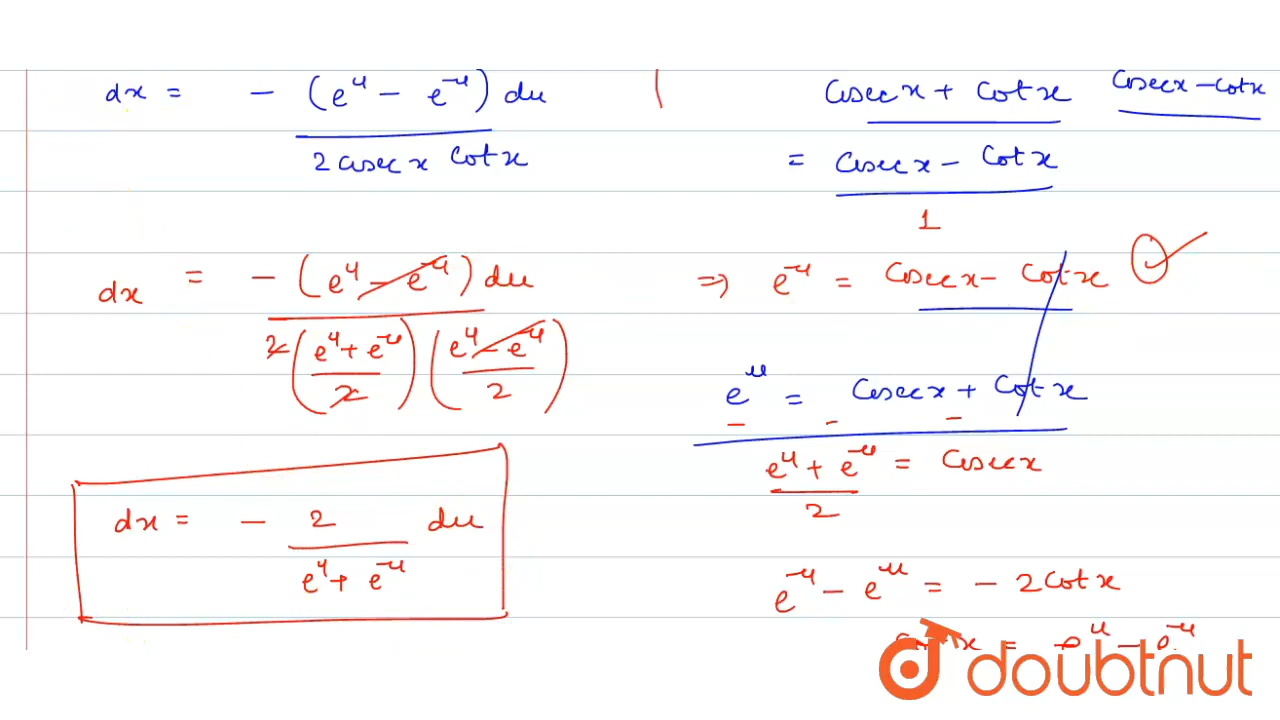 dx = - (e^u - e^-u) du
2 cosec x cot x
dx = - (e^u - e^-u) du
2 (e^u + e^-u / 2) (e^u - e^-u / 2)
dx = - 2 du
e^u + e^-u
cosec x + cot x cosec x - cot x
= cosec x - cot x
1
⇒ e^-u = cosec x - cot x
e^u = cosec x + cot x
- - -
e^u + e^-u = cosec x
2
e^-u - e^u = - 2 cot x
x = e^u - e^-u
doubtnut